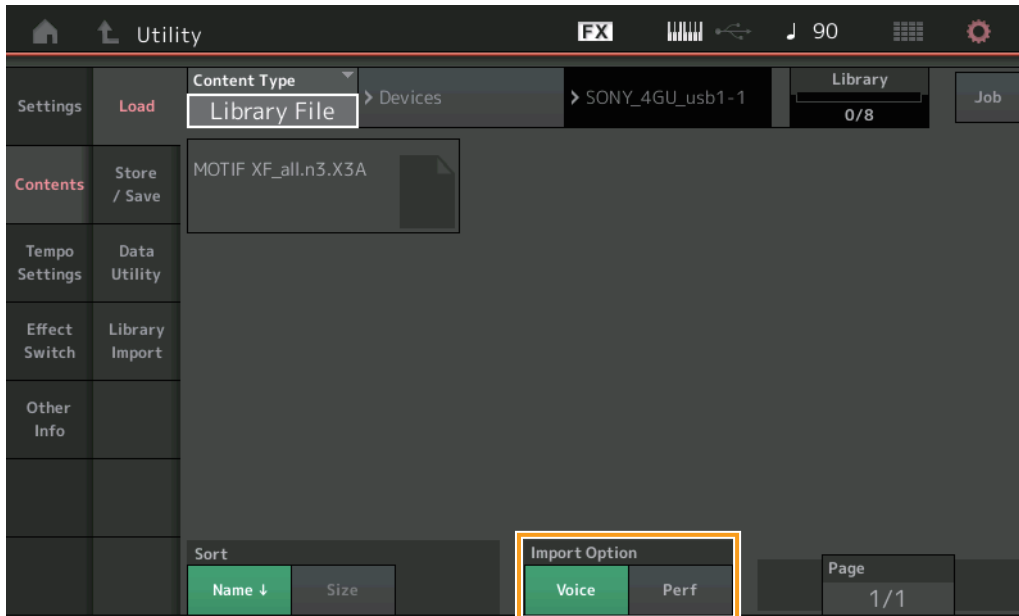 Utility
FX
♩ 90
Settings
Load
Content Type
Library File
> Devices
> SONY_4GU_usb1-1
Library
0/8
Job
Contents
Store
/ Save
MOTIF XF_all.n3.X3A
Tempo
Settings
Data
Utility
Effect
Switch
Library
Import
Other
Info
Sort
Name ↓
Size
Import Option
Voice
Perf
Page
1/1